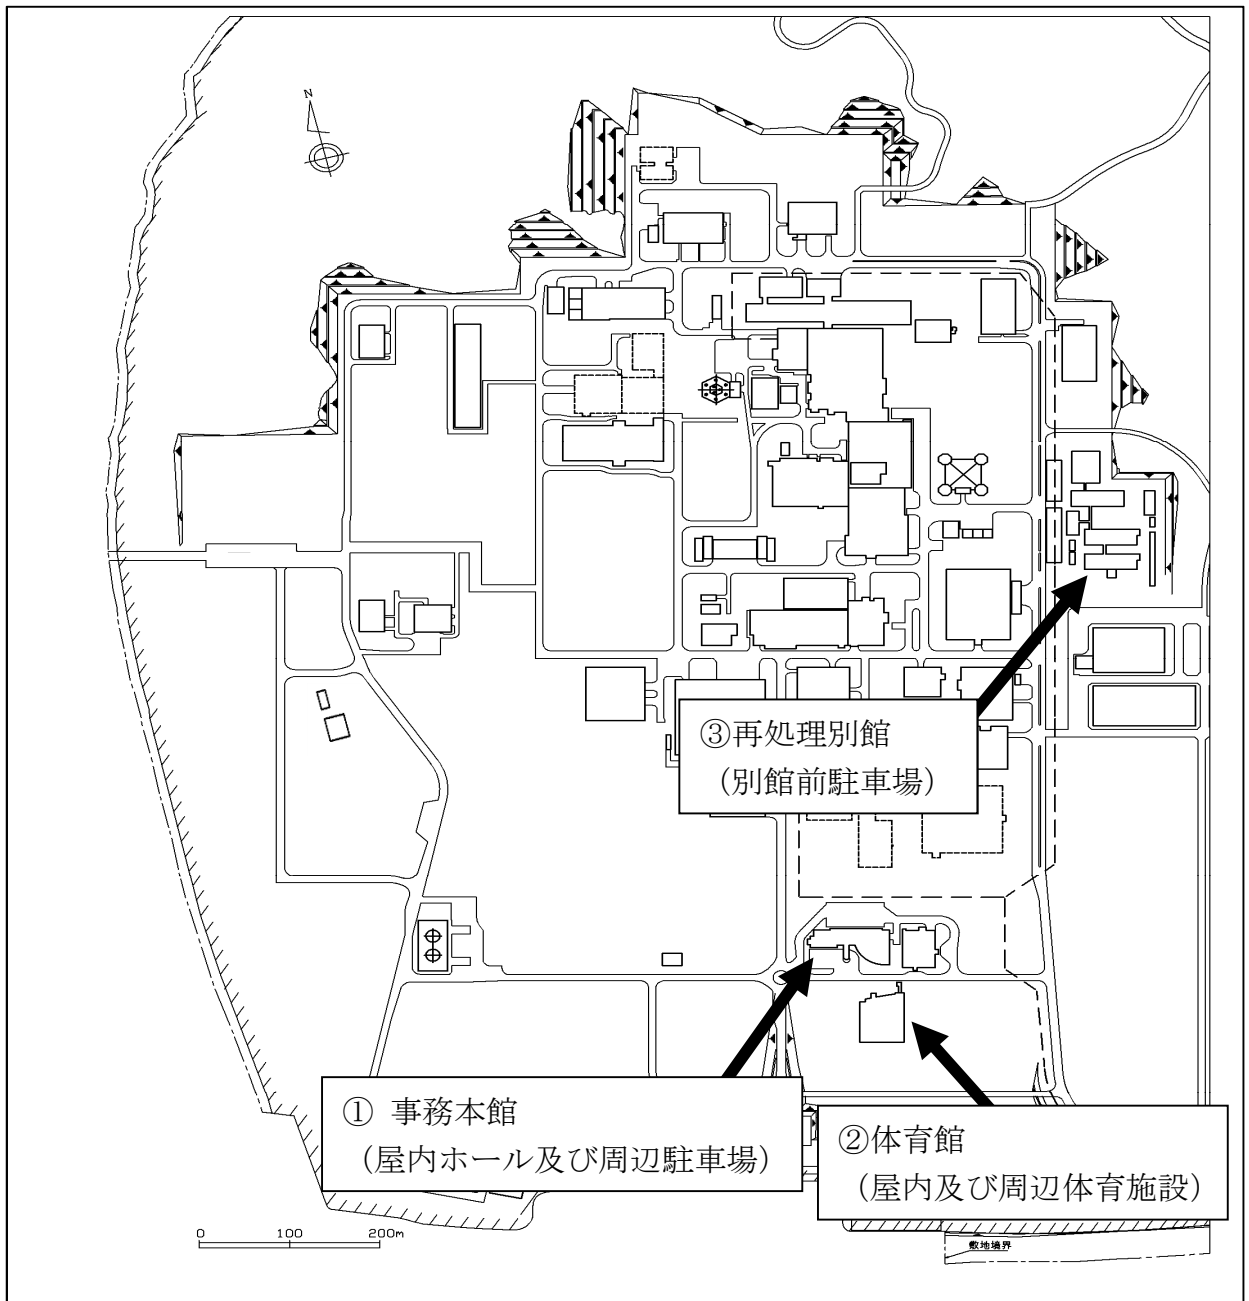 N
③再処理別館
（別館前駐車場）
① 事務本館
（屋内ホール及び周辺駐車場）
②体育館
（屋内及び周辺体育施設）
0 100 200m
敷地境界